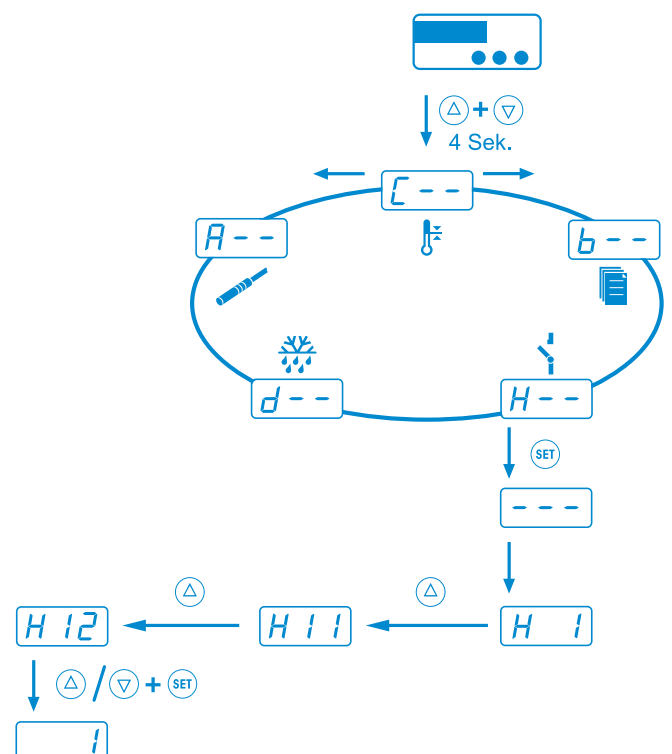 +
4 Sek.
C - -
A - -
b - -
d - -
H - -
SET
- - -
H 12
H 11
H 1
/ + SET
1